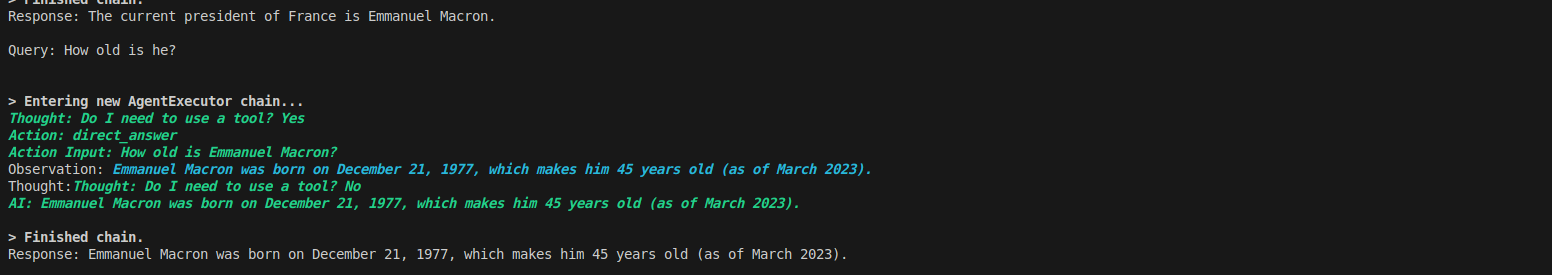 > Finished chain.
Response: The current president of France is Emmanuel Macron.
Query: How old is he?
> Entering new AgentExecutor chain...
Thought: Do I need to use a tool? Yes
Action: direct_answer
Action Input: How old is Emmanuel Macron?
Observation: Emmanuel Macron was born on December 21, 1977, which makes him 45 years old (as of March 2023).
Thought:Thought: Do I need to use a tool? No
AI: Emmanuel Macron was born on December 21, 1977, which makes him 45 years old (as of March 2023).
> Finished chain.
Response: Emmanuel Macron was born on December 21, 1977, which makes him 45 years old (as of March 2023).